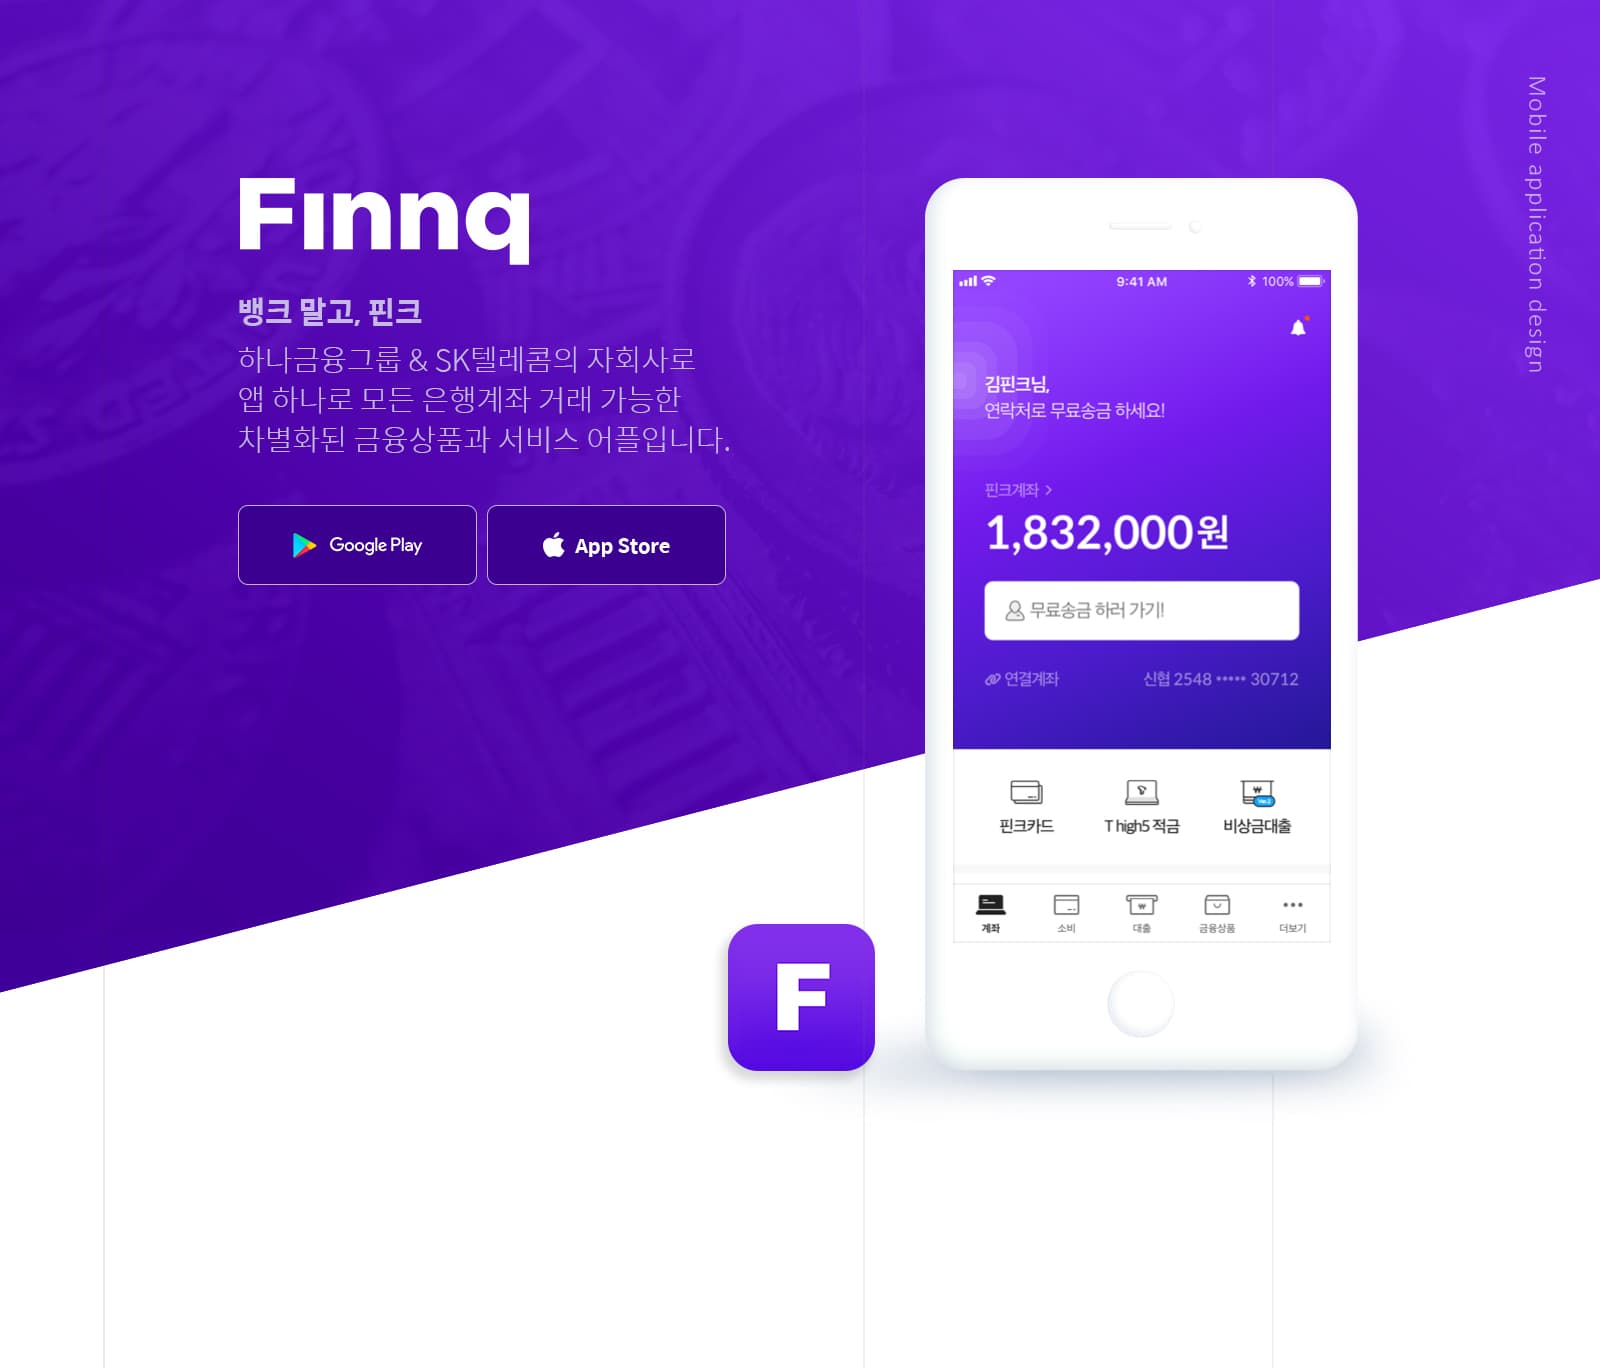 Mobile application design
Finnq
뱅크 말고, 핀크
하나금융그룹 & SK텔레콤의 자회사로
앱 하나로 모든 은행계좌 거래 가능한
차별화된 금융상품과 서비스 어플입니다.
Google Play
App Store
9:41 AM
100%
김핀크님,
연락처로 무료송금 하세요!
핀크계좌 >
1,832,000원
무료송금 하러 가기!
연결계좌
신협 2548 ••••• 30712
핀크카드
T high5 적금
비상금대출
계좌
소비
대출
금융상품
더보기
F